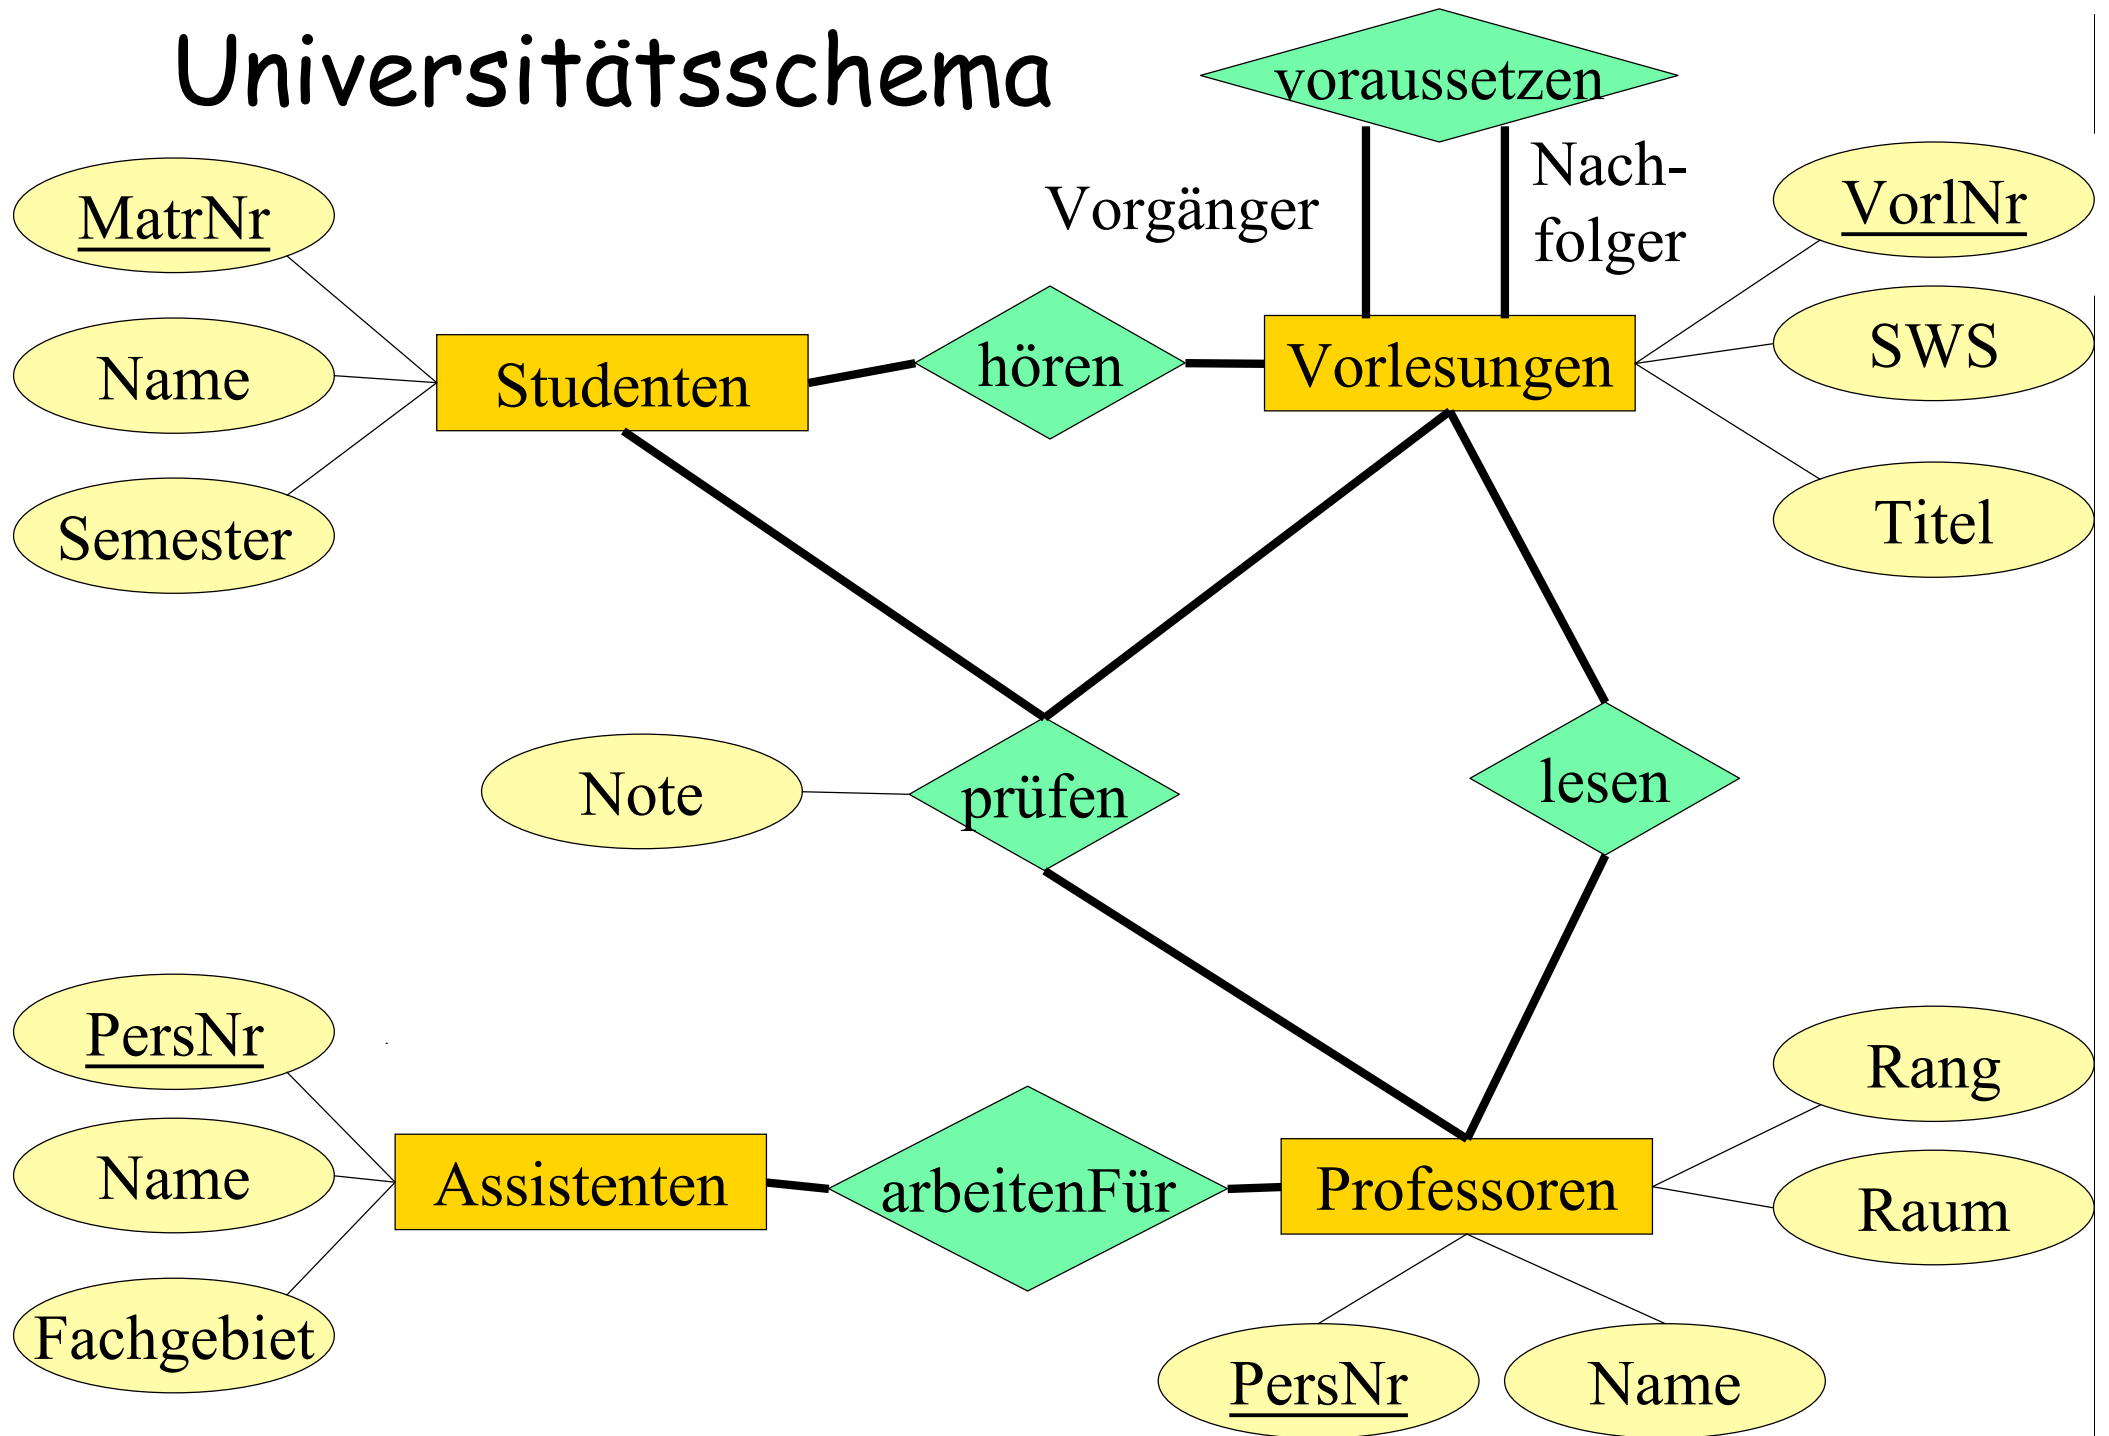 Universitätsschema
voraussetzen
Vorgänger
Nach-
folger
MatrNr
Name
Semester
Studenten
hören
Vorlesungen
VorlNr
SWS
Titel
Note
prüfen
lesen
PersNr
Name
Fachgebiet
Assistenten
arbeitenFür
Professoren
Rang
Raum
PersNr
Name